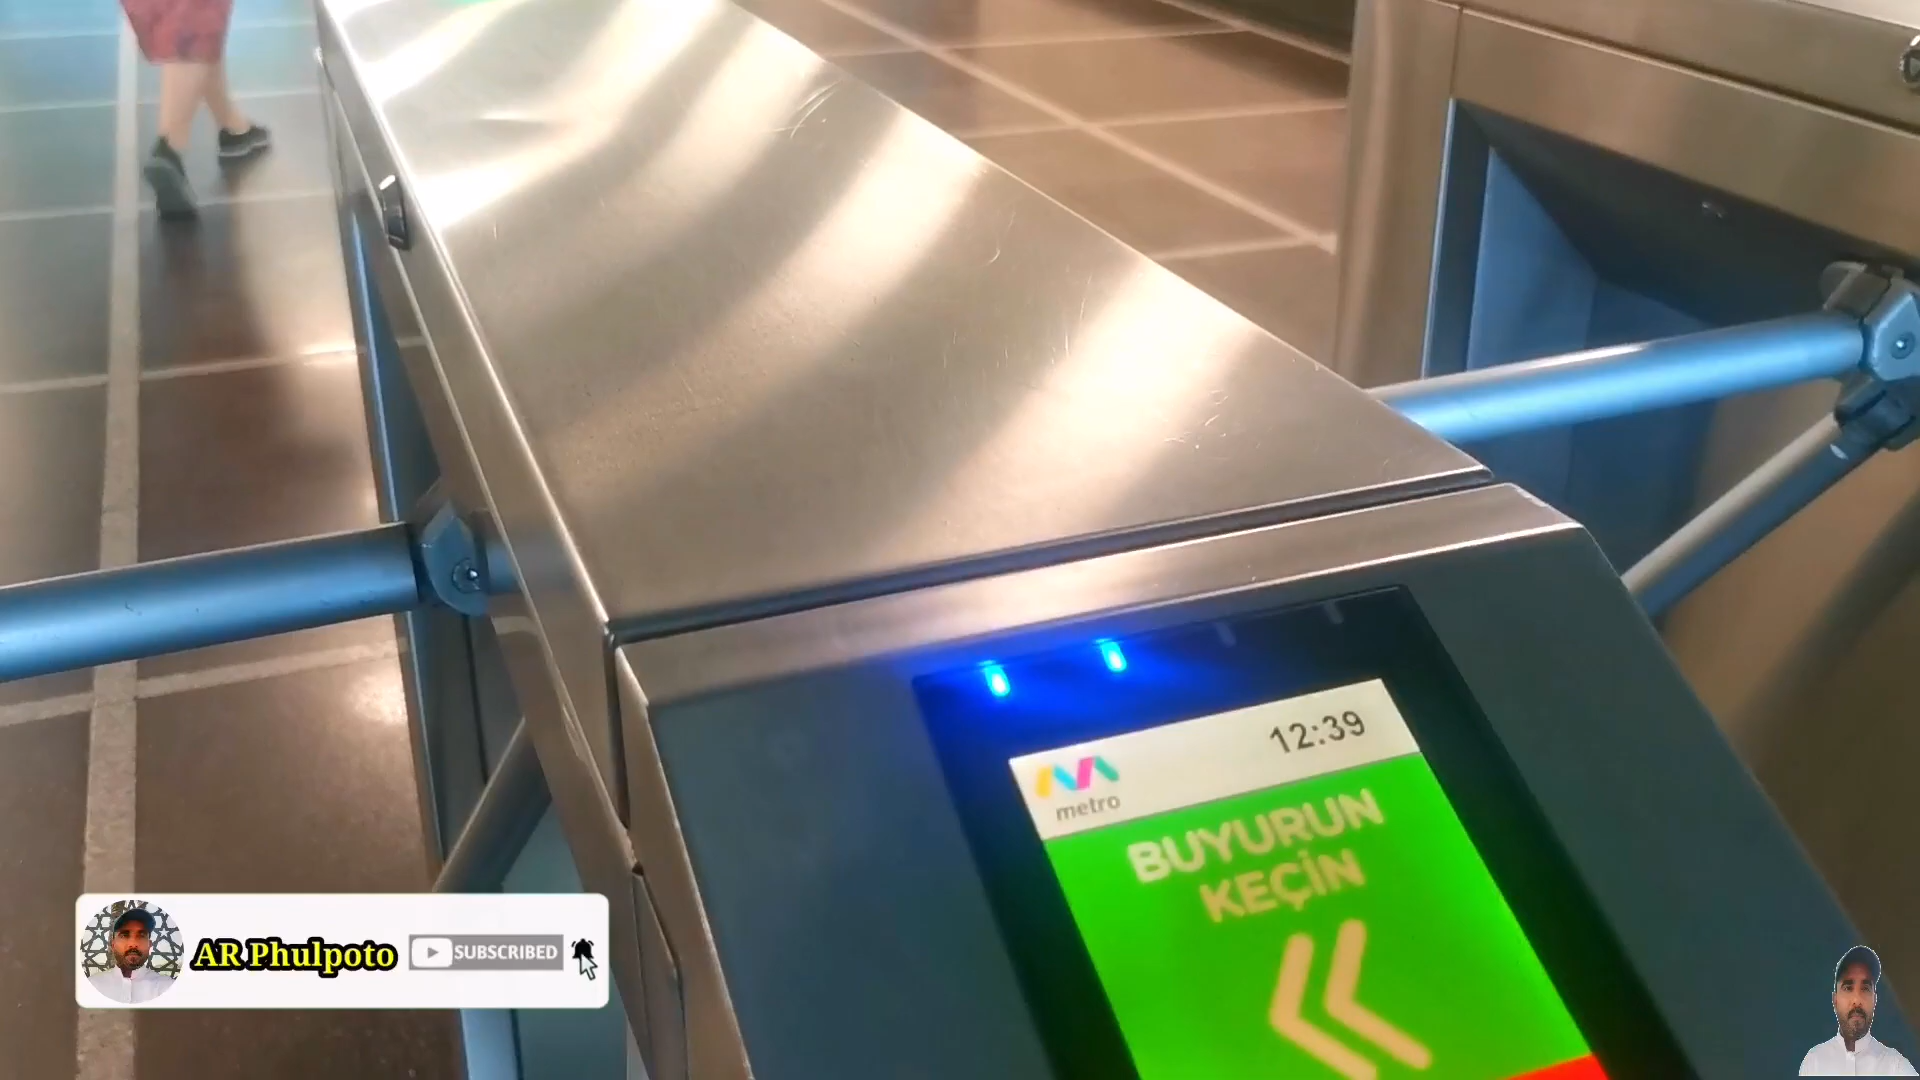 12:39
metro
BUYURUN
KEÇİN
AR Phulpoto
SUBSCRIBED